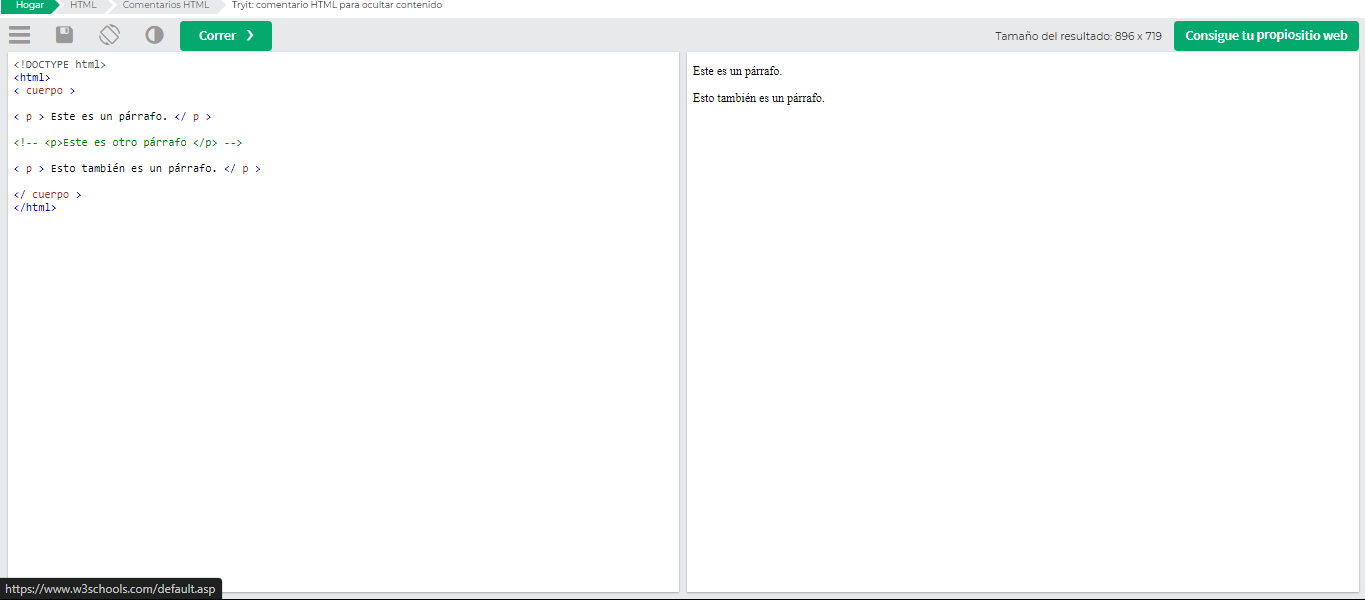 Hogar HTML Comentarios HTML Tryit: comentario HTML para ocultar contenido
Correr ❯ Tamaño del resultado: 896 x 719 Consigue tu propiositio web
<!DOCTYPE html>
<html>
< cuerpo >
< p > Este es un párrafo. </ p >
<!-- <p>Este es otro párrafo </p> -->
< p > Esto también es un párrafo. </ p >
</ cuerpo >
</html>
Este es un párrafo.
Esto también es un párrafo.
https://www.w3schools.com/default.asp